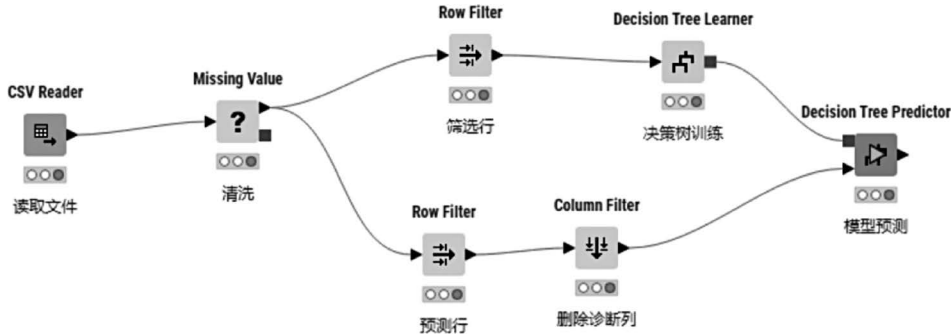 Row Filter
筛选行
Decision Tree Learner
决策树训练
CSV Reader
读取文件
Missing Value
?
清洗
Decision Tree Predictor
模型预测
Row Filter
预测行
Column Filter
删除诊断列